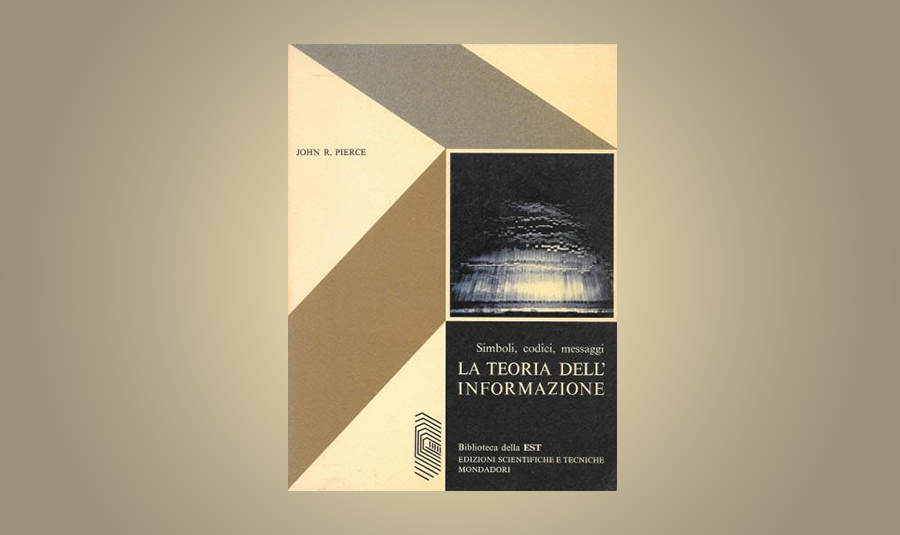 JOHN R. PIERCE
Simboli, codici, messaggi
LA TEORIA DELL'
INFORMAZIONE
Biblioteca della EST
EDIZIONI SCIENTIFICHE E TECNICHE
MONDADORI